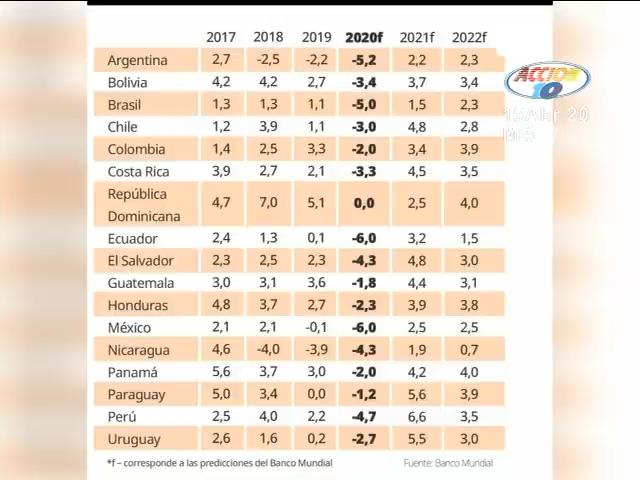 2017 2018 2019 2020f 2021f 2022f
Argentina 2,7 -2,5 -2,2 -5,2 2,2 2,3
Bolivia 4,2 4,2 2,7 -3,4 3,7 3,4
Brasil 1,3 1,3 1,1 -5,0 1,5 2,3
Chile 1,2 3,9 1,1 -3,0 4,8 2,8
Colombia 1,4 2,5 3,3 -2,0 3,4 3,9
Costa Rica 3,9 2,7 2,1 -3,3 4,5 3,5
República
Dominicana 4,7 7,0 5,1 0,0 2,5 4,0
Ecuador 2,4 1,3 0,1 -6,0 3,2 1,5
El Salvador 2,3 2,5 2,3 -4,3 4,8 3,0
Guatemala 3,0 3,1 3,6 -1,8 4,4 3,1
Honduras 4,8 3,7 2,7 -2,3 3,9 3,8
México 2,1 2,1 -0,1 -6,0 2,5 2,5
Nicaragua 4,6 -4,0 -3,9 -4,3 1,9 0,7
Panamá 5,6 3,7 3,0 -2,0 4,2 4,0
Paraguay 5,0 3,4 0,0 -1,2 5,6 3,9
Perú 2,5 4,0 2,2 -4,7 6,6 3,5
Uruguay 2,6 1,6 0,2 -2,7 5,5 3,0
*f – corresponde a las predicciones del Banco Mundial Fuente: Banco Mundial
ACCION
10
Abr 20